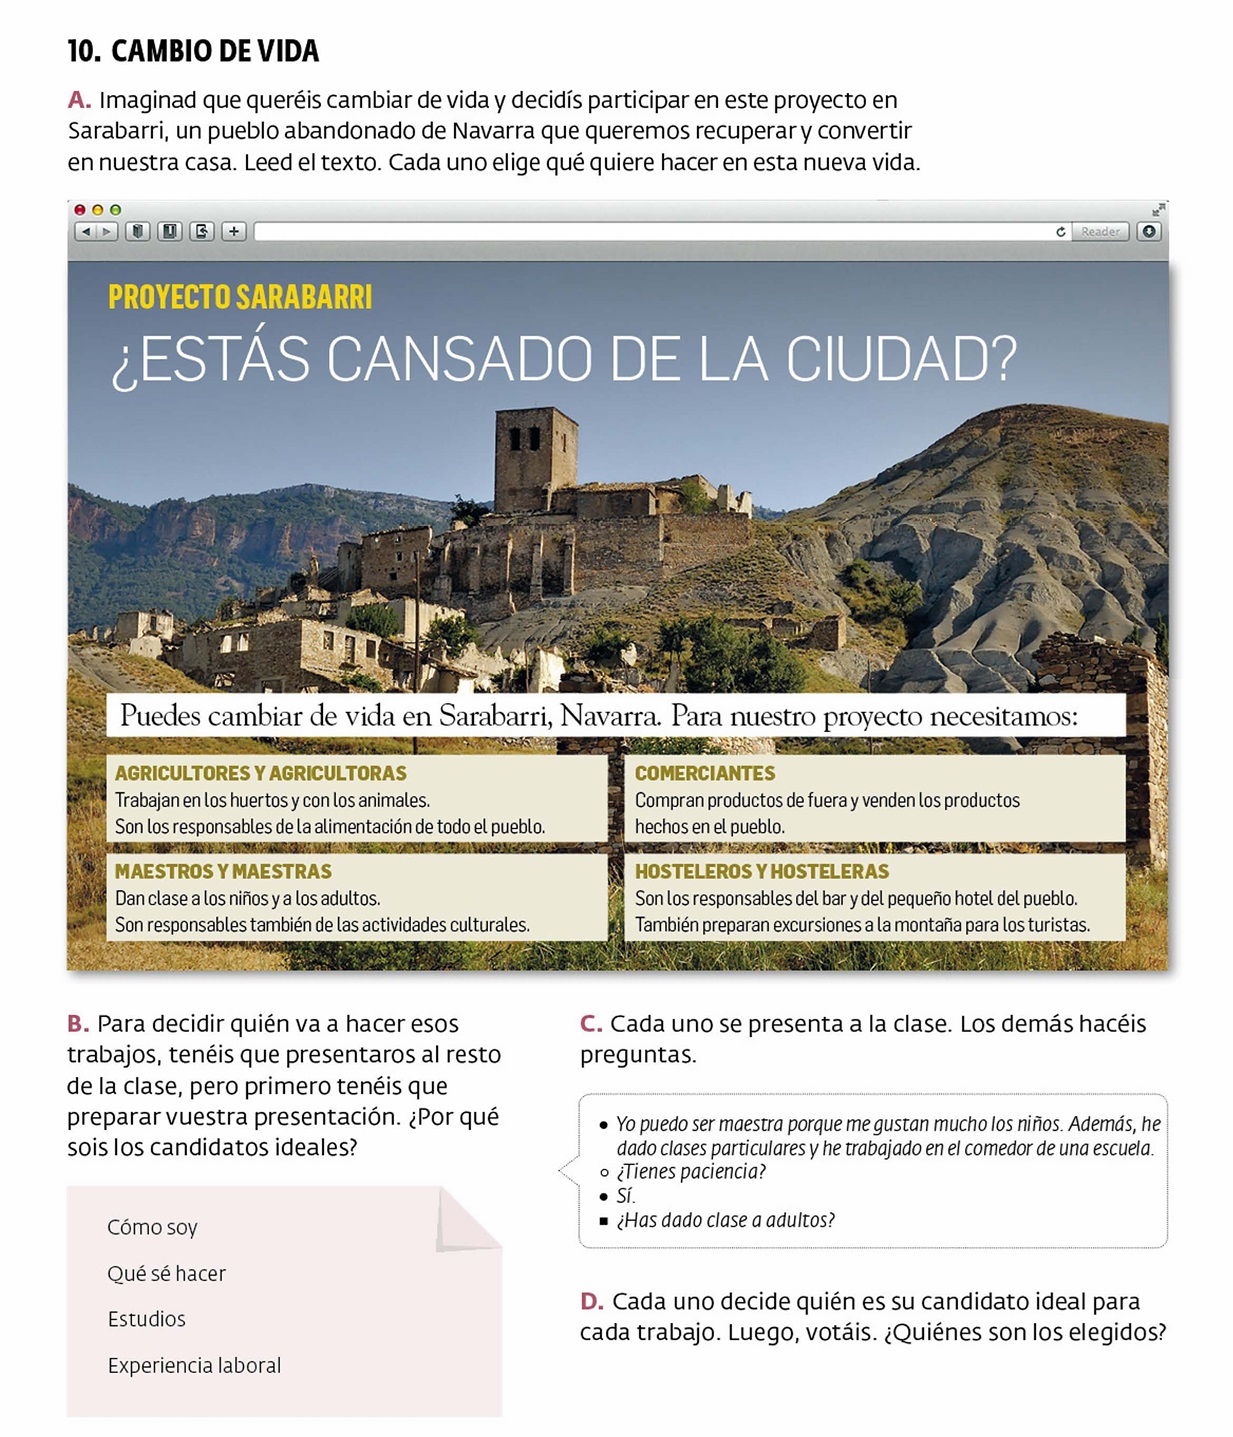 10. CAMBIO DE VIDA
A. Imaginad que queréis cambiar de vida y decidís participar en este proyecto en
Sarabarri, un pueblo abandonado de Navarra que queremos recuperar y convertir
en nuestra casa. Leed el texto. Cada uno elige qué quiere hacer en esta nueva vida.
Reader
PROYECTO SARABARRI
¿ESTÁS CANSADO DE LA CIUDAD?
Puedes cambiar de vida en Sarabarri, Navarra. Para nuestro proyecto necesitamos:
AGRICULTORES Y AGRICULTORAS
Trabajan en los huertos y con los animales.
Son los responsables de la alimentación de todo el pueblo.
COMERCIANTES
Compran productos de fuera y venden los productos
hechos en el pueblo.
MAESTROS Y MAESTRAS
Dan clase a los niños y a los adultos.
Son responsables también de las actividades culturales.
HOSTELEROS Y HOSTELERAS
Son los responsables del bar y del pequeño hotel del pueblo.
También preparan excursiones a la montaña para los turistas.
B. Para decidir quién va a hacer esos
trabajos, tenéis que presentaros al resto
de la clase, pero primero tenéis que
preparar vuestra presentación. ¿Por qué
sois los candidatos ideales?
Cómo soy
Qué sé hacer
Estudios
Experiencia laboral
C. Cada uno se presenta a la clase. Los demás hacéis
preguntas.
● Yo puedo ser maestra porque me gustan mucho los niños. Además, he
dado clases particulares y he trabajado en el comedor de una escuela.
○ ¿Tienes paciencia?
● Sí.
■ ¿Has dado clase a adultos?
D. Cada uno decide quién es su candidato ideal para
cada trabajo. Luego, votáis. ¿Quiénes son los elegidos?